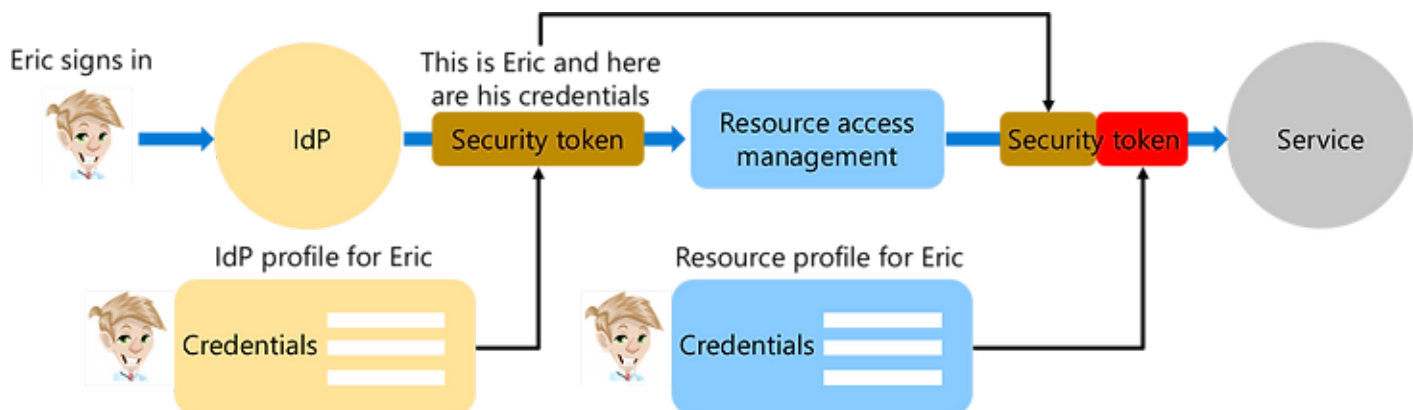 Eric signs in
IdP
This is Eric and here
are his credentials
Security token
Resource access
management
Security token
Service
IdP profile for Eric
Credentials
Resource profile for Eric
Credentials